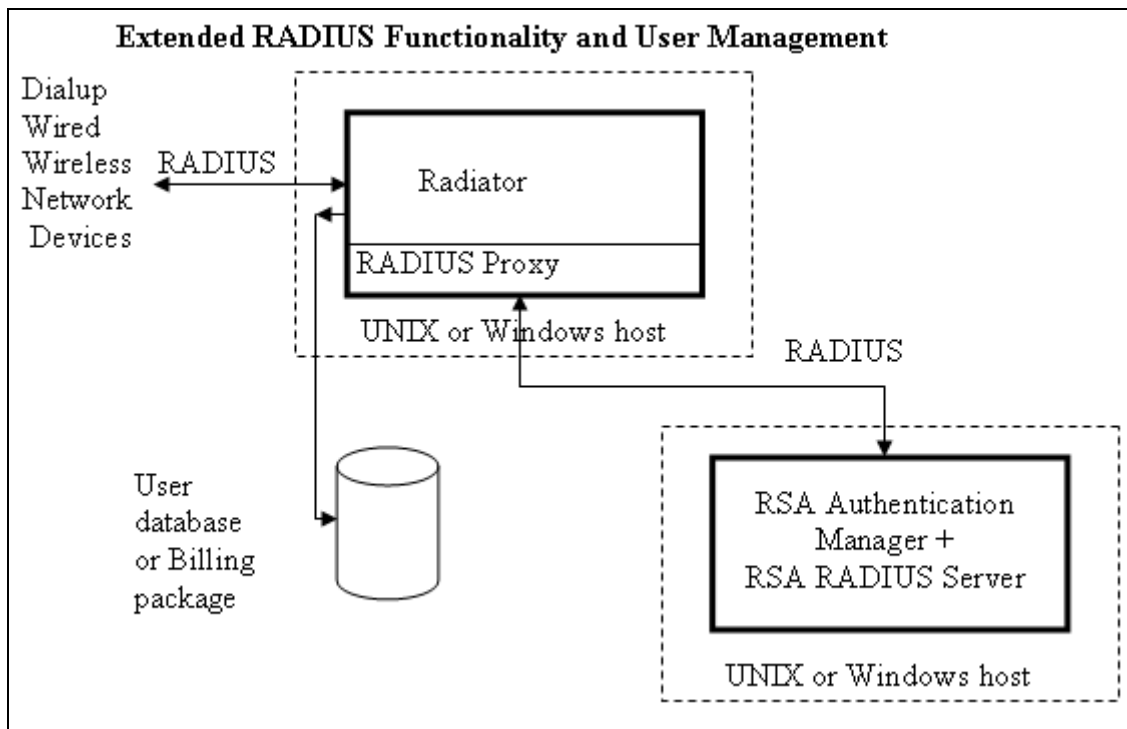 Extended RADIUS Functionality and User Management
Dialup
Wired
Wireless
Network
Devices
RADIUS
Radiator
RADIUS Proxy
UNIX or Windows host
RADIUS
User
database
or Billing
package
RSA Authentication
Manager +
RSA RADIUS Server
UNIX or Windows host